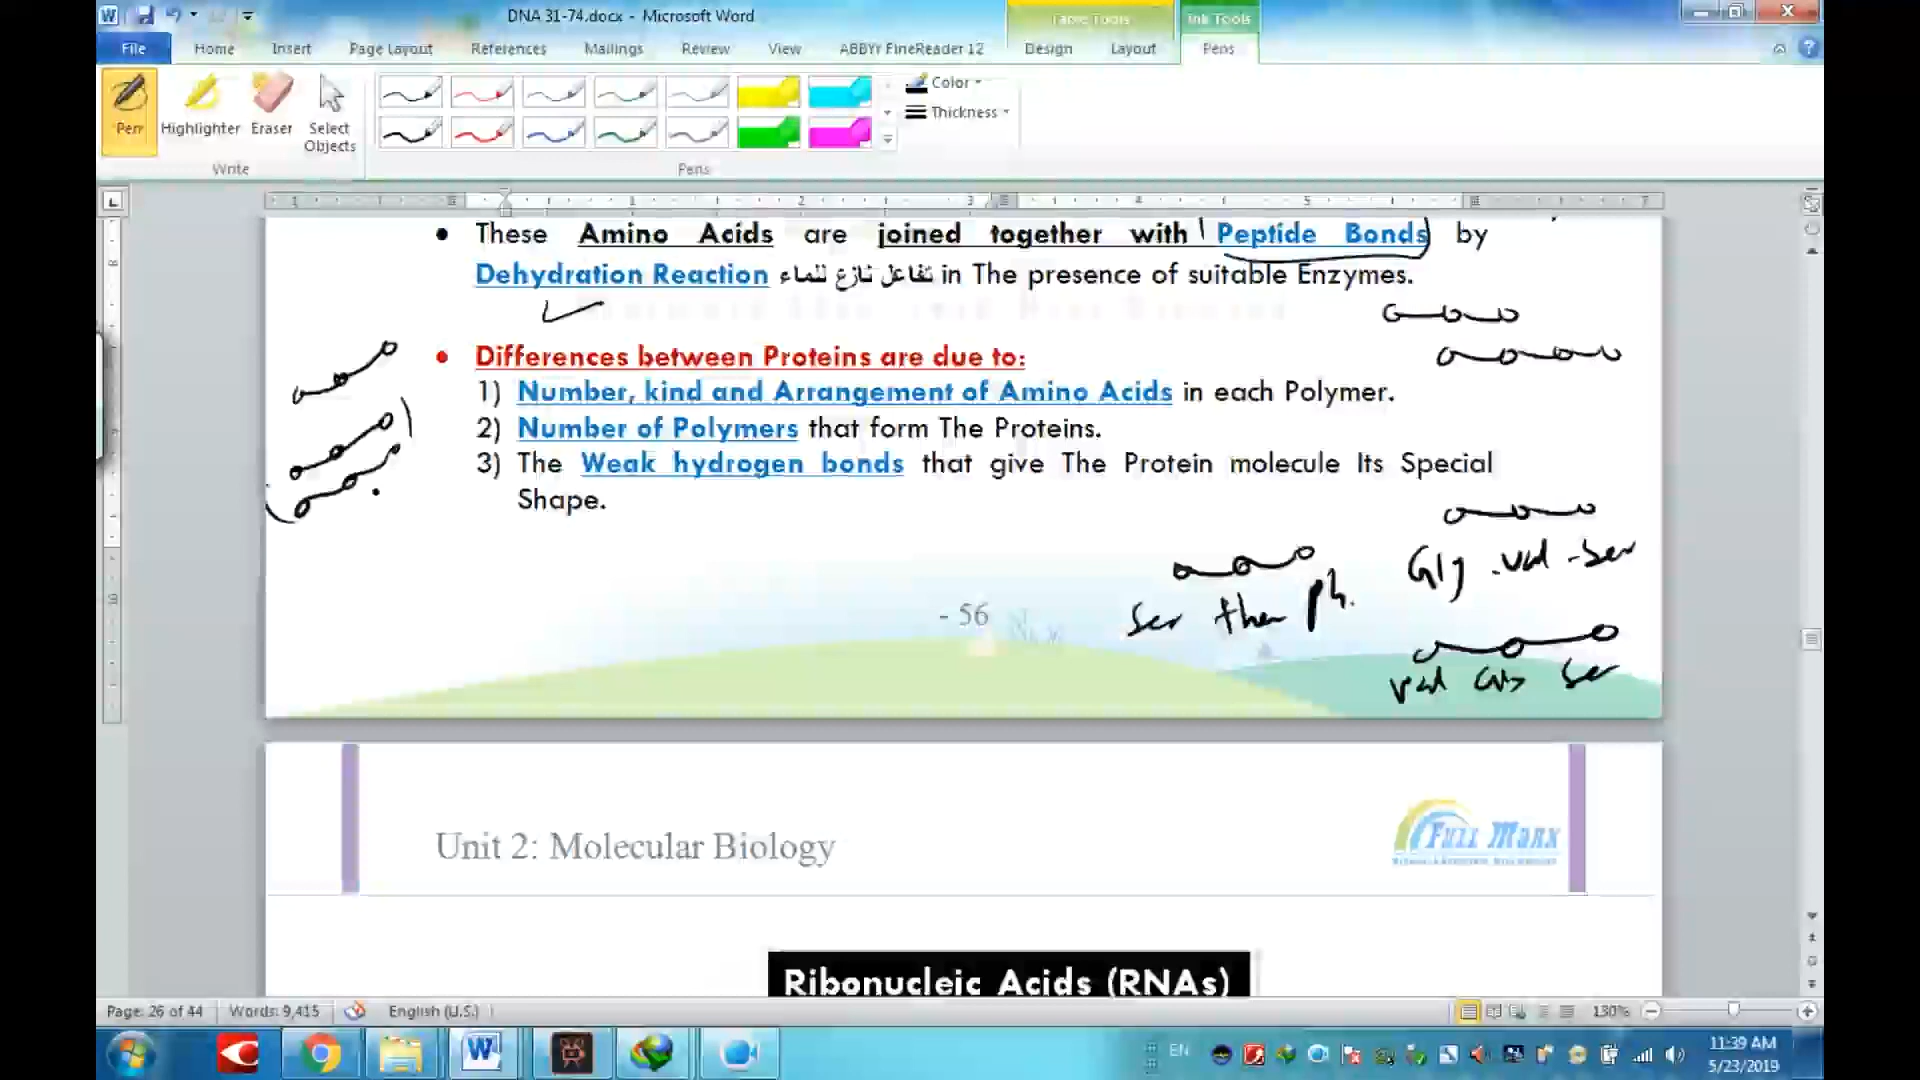 DNA 31-74.docx - Microsoft Word
Table Tools
Ink Tools
File Home Insert Page Layout References Mailings Review View ABBYY FineReader 12 Design Layout Pens
Pen Highlighter Eraser Select Objects
Color
Thickness
Write
Pens
• These Amino Acids are joined together with Peptide Bonds by
Dehydration Reaction تفاعل نازع للماء in The presence of suitable Enzymes.
• Differences between Proteins are due to:
1) Number, kind and Arrangement of Amino Acids in each Polymer.
2) Number of Polymers that form The Proteins.
3) The Weak hydrogen bonds that give The Protein molecule Its Special
Shape.
Gly - val - ser
ser ph.
val ser
- 56
Unit 2: Molecular Biology
Full Marx
Ribonucleic Acids (RNAs)
Page: 26 of 44 Words: 9,415 English (U.S.) 130%
EN
11:39 AM
5/23/2019